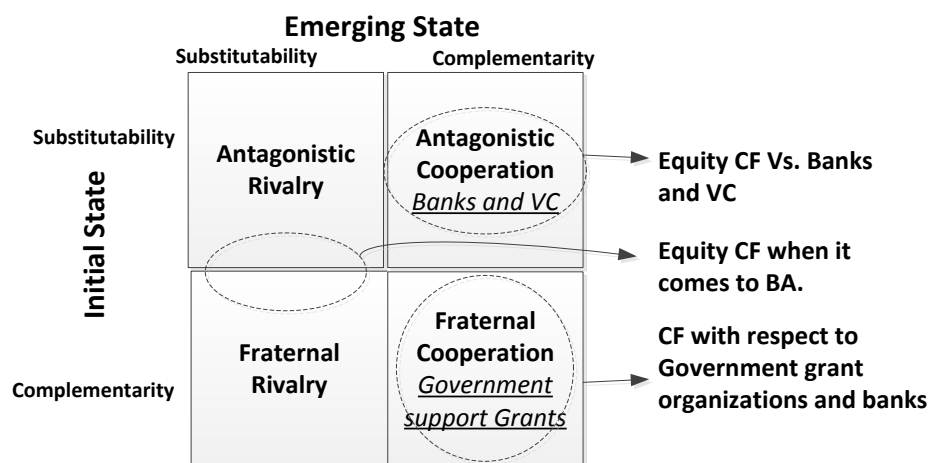 Emerging State
Substitutability
Complementarity
Substitutability
Initial State
Complementarity
Antagonistic
Rivalry
Antagonistic
Cooperation
Banks and VC
Fraternal
Rivalry
Fraternal
Cooperation
Government
support Grants
Equity CF Vs. Banks
and VC
Equity CF when it
comes to BA.
CF with respect to
Government grant
organizations and banks